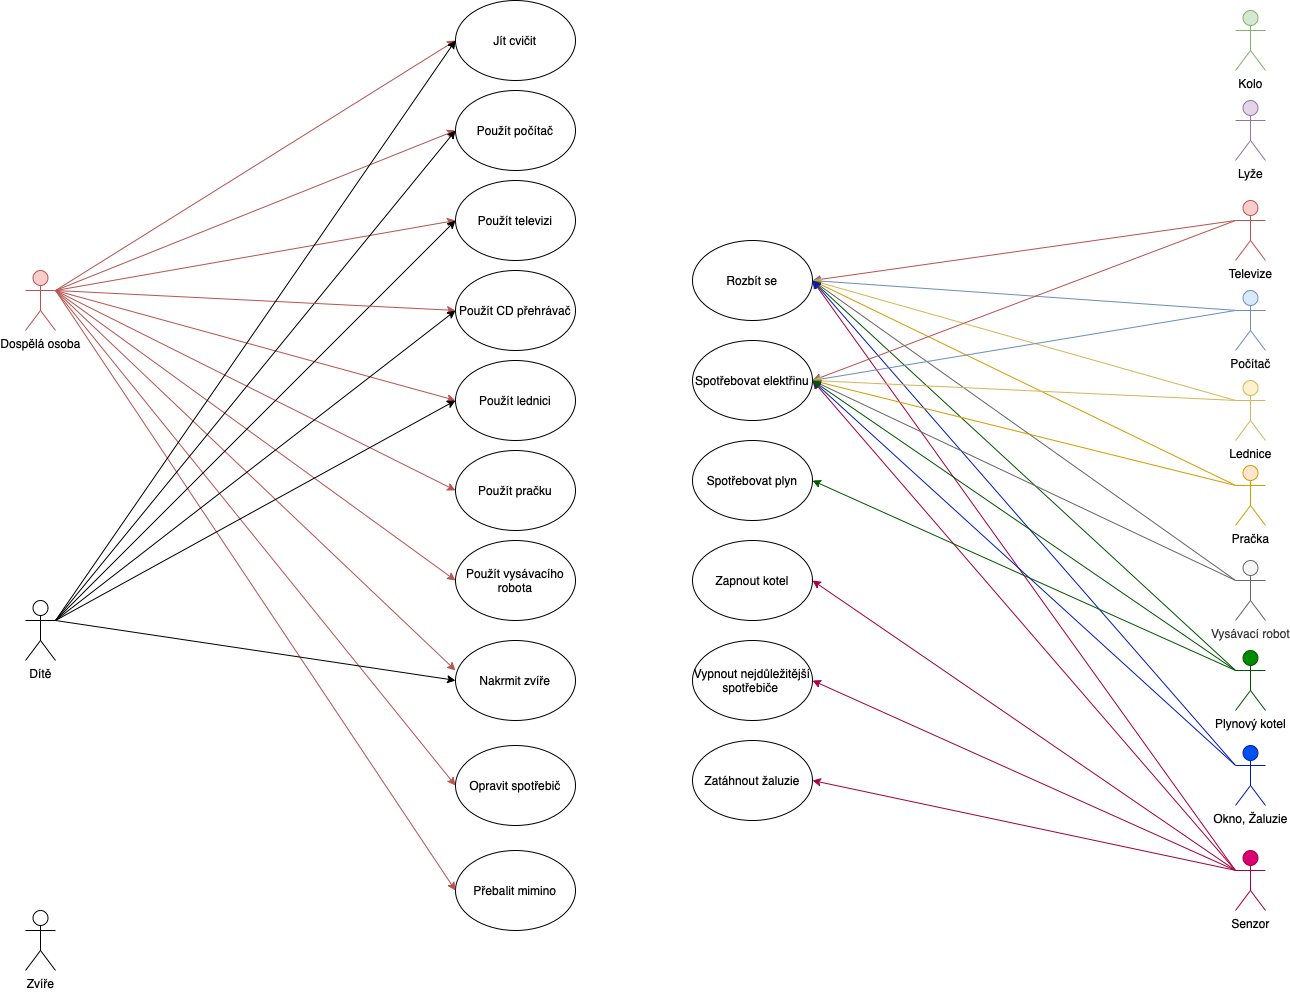 Jít cvičit
Použít počítač
Použít televizi
Použít CD přehrávač
Použít lednici
Použít pračku
Použít vysávacího
robota
Nakrmit zvíře
Opravit spotřebič
Přebalit mimino
Dospělá osoba
Dítě
Zvíře
Rozbít se
Spotřebovat elektřinu
Spotřebovat plyn
Zapnout kotel
Vypnout nejdůležitější
spotřebiče
Zatáhnout žaluzie
Kolo
Lyže
Televize
Počítač
Lednice
Pračka
Vysávací robot
Plynový kotel
Okno, Žaluzie
Senzor